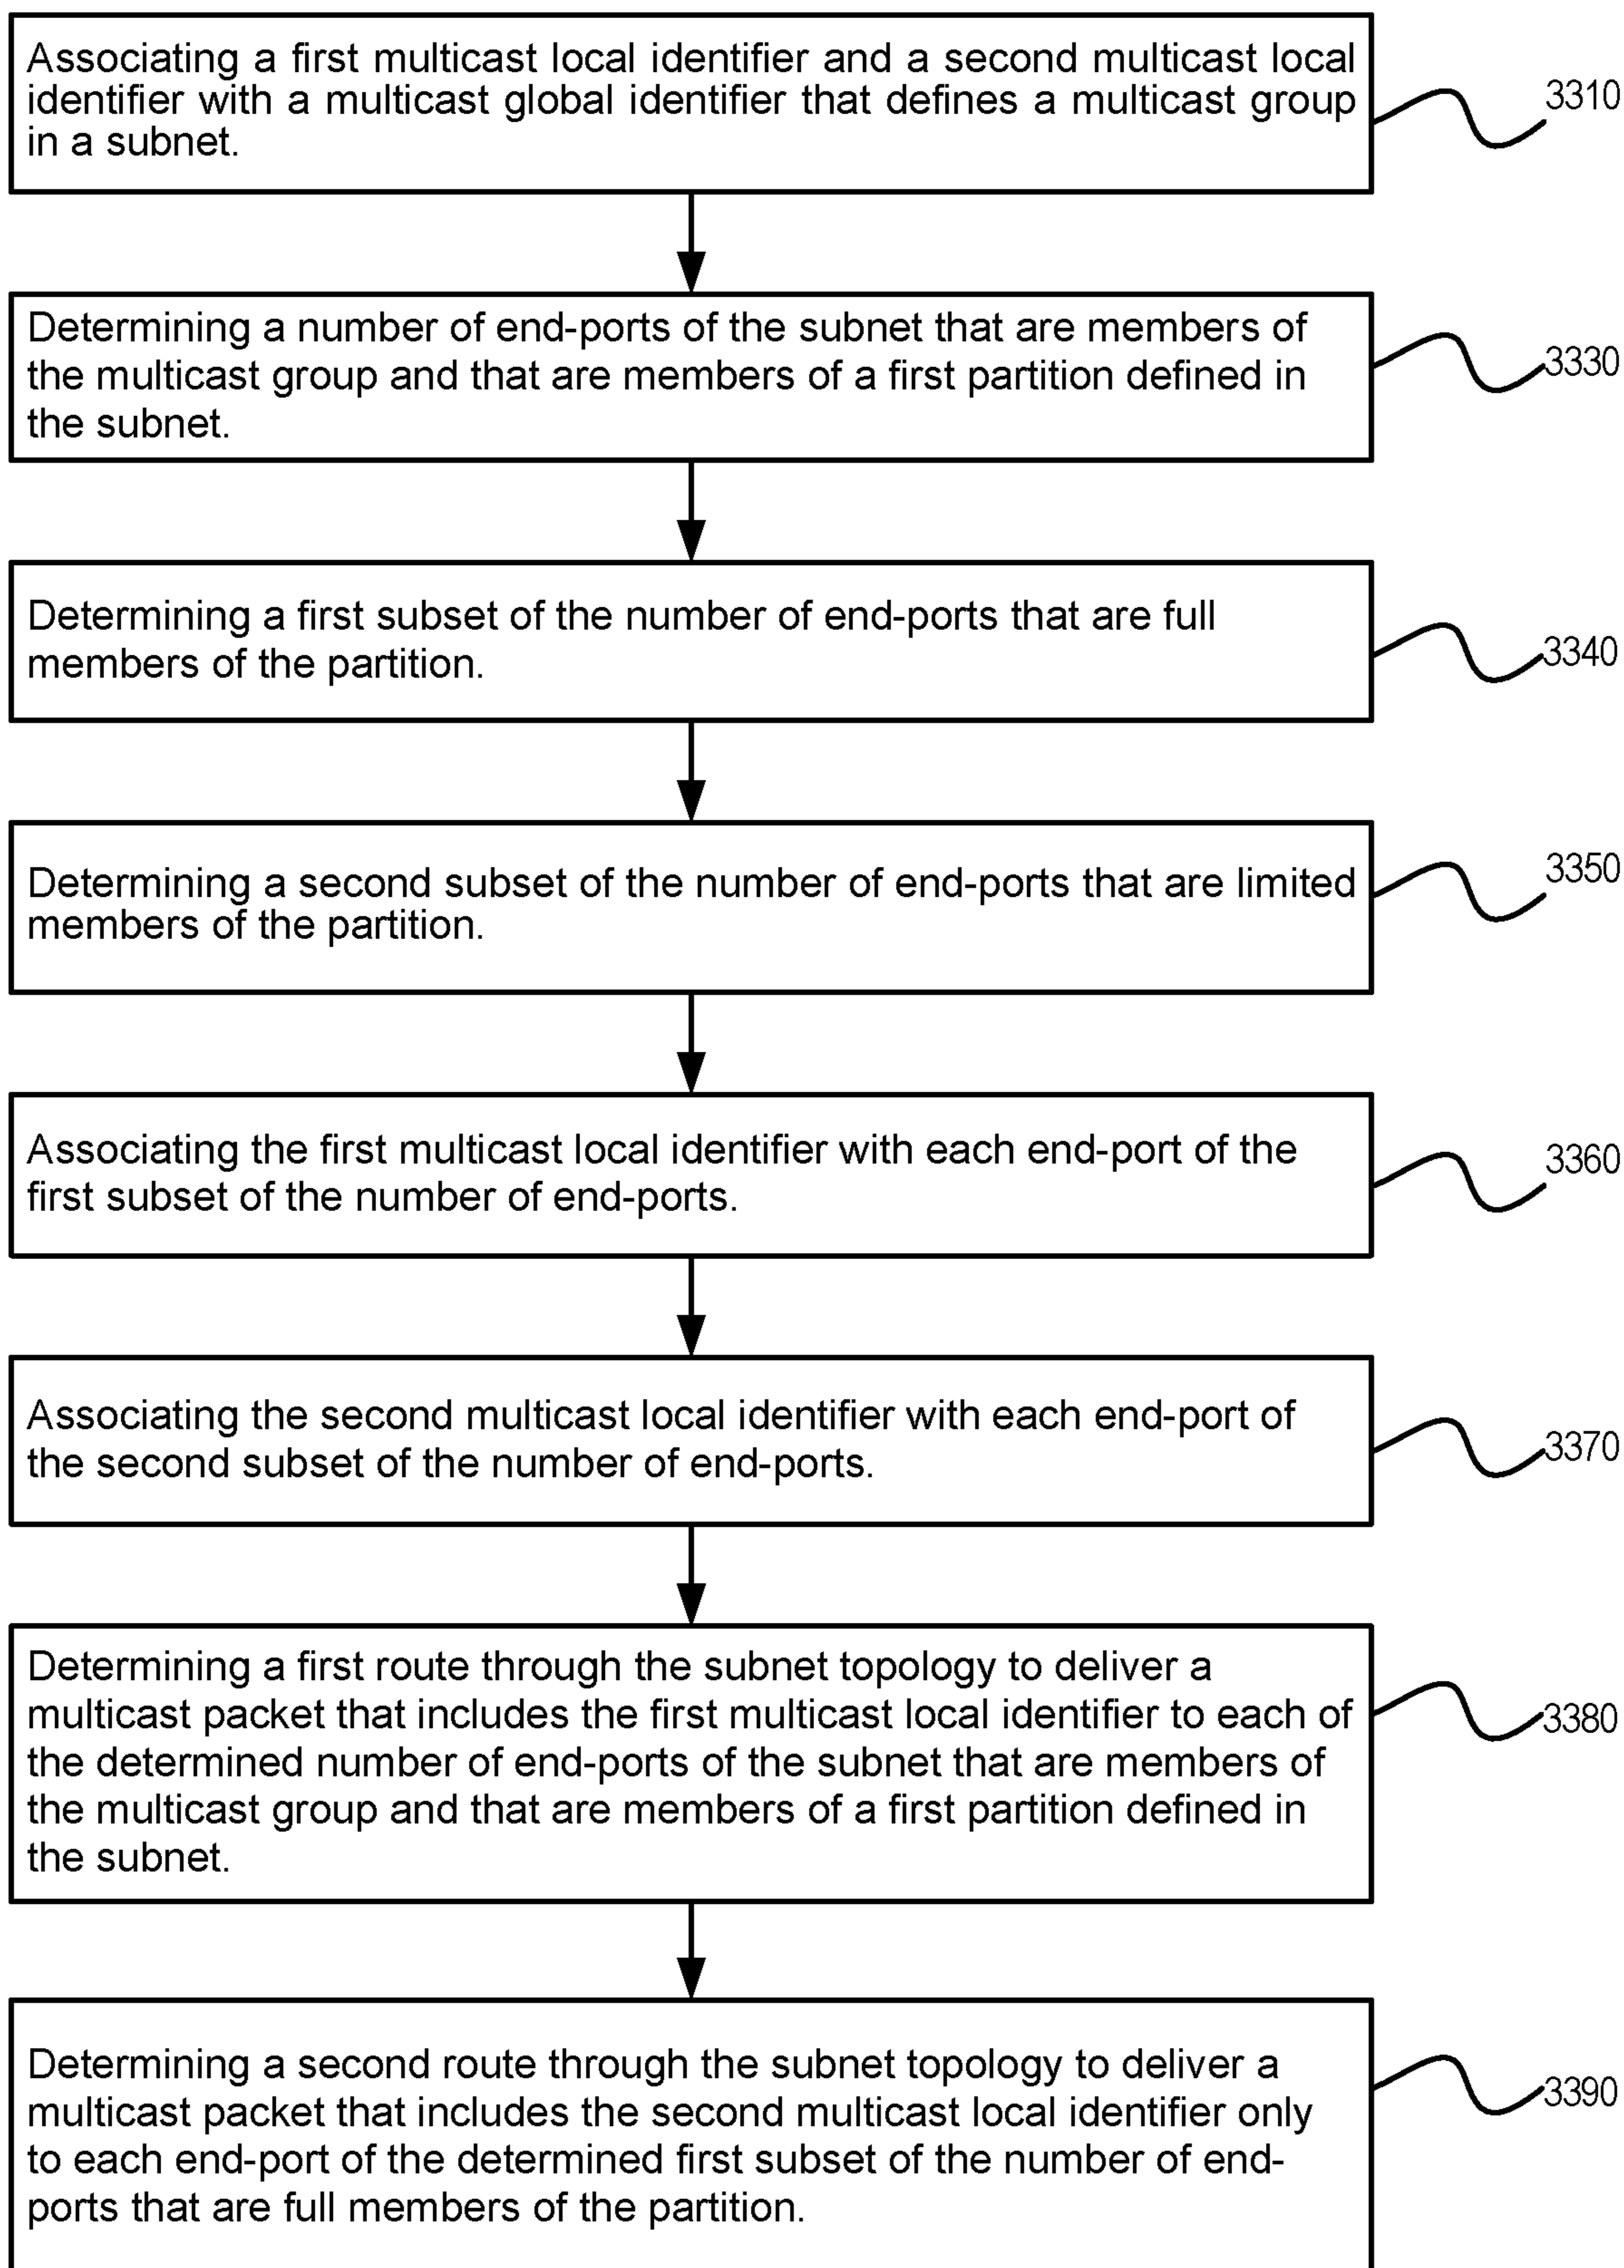 Associating a first multicast local identifier and a second multicast local
identifier with a multicast global identifier that defines a multicast group
in a subnet.
3310
Determining a number of end-ports of the subnet that are members of
the multicast group and that are members of a first partition defined in
the subnet.
3330
Determining a first subset of the number of end-ports that are full
members of the partition.
3340
Determining a second subset of the number of end-ports that are limited
members of the partition.
3350
Associating the first multicast local identifier with each end-port of the
first subset of the number of end-ports.
3360
Associating the second multicast local identifier with each end-port of
the second subset of the number of end-ports.
3370
Determining a first route through the subnet topology to deliver a
multicast packet that includes the first multicast local identifier to each of
the determined number of end-ports of the subnet that are members of
the multicast group and that are members of a first partition defined in
the subnet.
3380
Determining a second route through the subnet topology to deliver a
multicast packet that includes the second multicast local identifier only
to each end-port of the determined first subset of the number of end-
ports that are full members of the partition.
3390